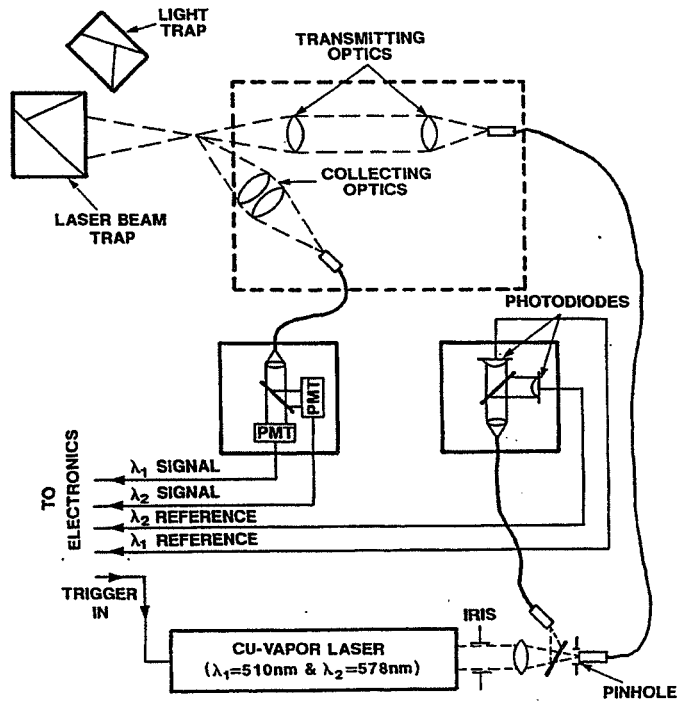 LIGHT
TRAP
TRANSMITTING
OPTICS
COLLECTING
OPTICS
LASER BEAM
TRAP
PHOTODIODES
PMT
PMT
TO
ELECTRONICS
λ1 SIGNAL
λ2 SIGNAL
λ2 REFERENCE
λ1 REFERENCE
TRIGGER
IN
IRIS
CU-VAPOR LASER
(λ1=510nm & λ2=578nm)
PINHOLE